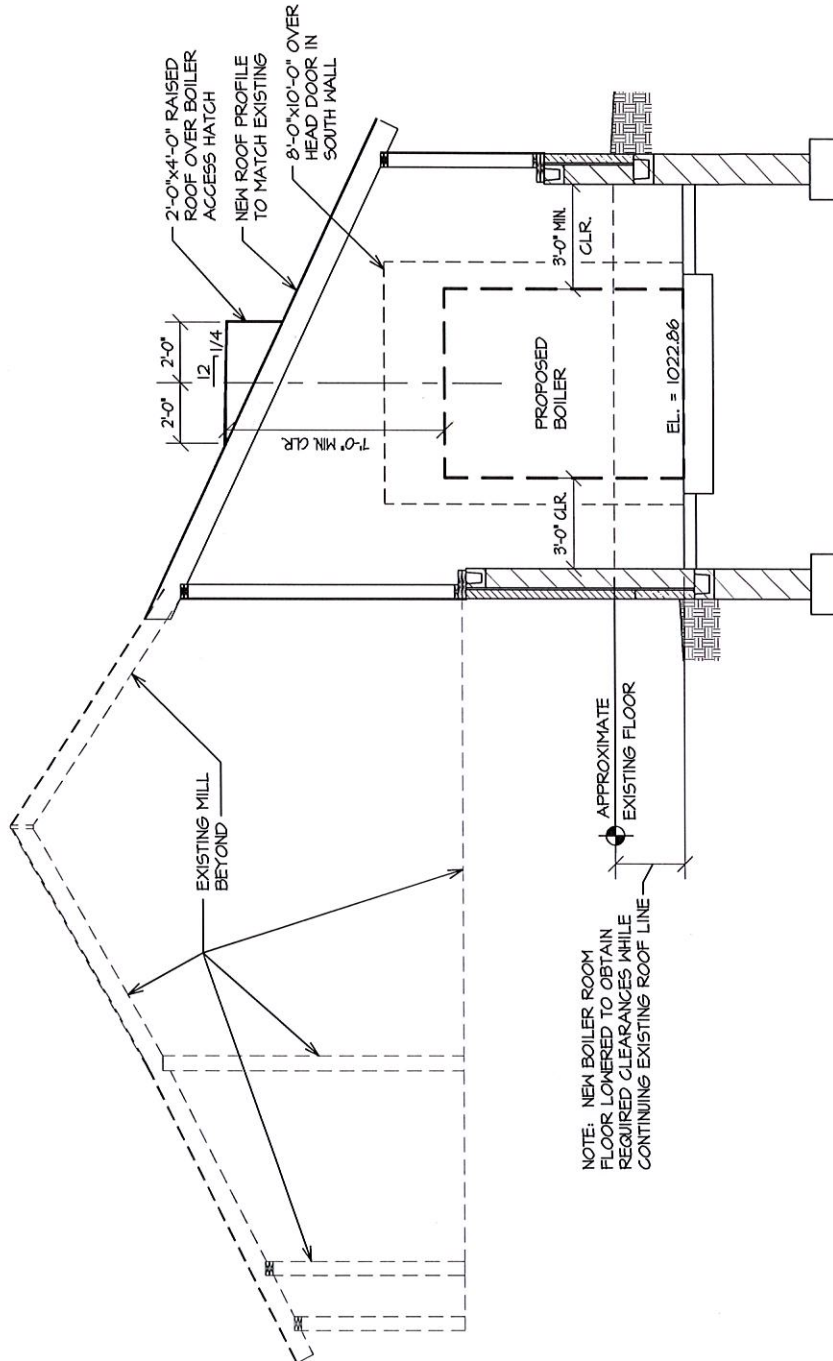 2'-0"x4'-0" RAISED
ROOF OVER BOILER
ACCESS HATCH
NEW ROOF PROFILE
TO MATCH EXISTING
8'-0"x10'-0" OVER
HEAD DOOR IN
SOUTH WALL
2'-0"
2'-0"
12
1/4
7'-0" MIN. CLR.
EXISTING MILL
BEYOND
3'-0" CLR.
PROPOSED
BOILER
3'-0" MIN.
CLR.
EL. = 1022.86
APPROXIMATE
EXISTING FLOOR
NOTE: NEW BOILER ROOM
FLOOR LOWERED TO OBTAIN
REQUIRED CLEARANCES WHILE
CONTINUING EXISTING ROOF LINE